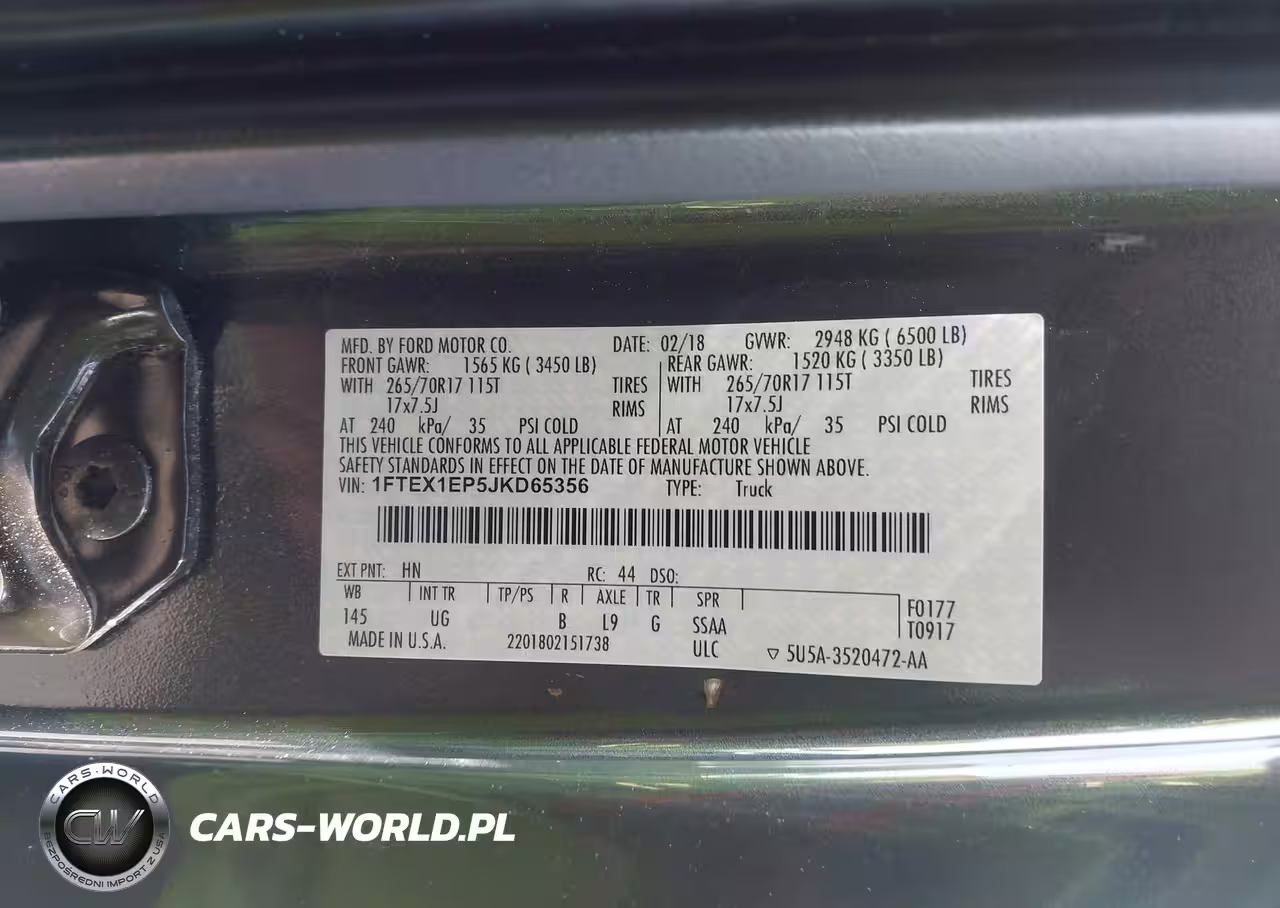 MFD. BY FORD MOTOR CO. DATE: 02/18 GVWR: 2948 KG ( 6500 LB)
FRONT GAWR: 1565 KG ( 3450 LB) REAR GAWR: 1520 KG ( 3350 LB)
WITH 265/70R17 115T TIRES WITH 265/70R17 115T TIRES
17x7.5J RIMS 17x7.5J RIMS
AT 240 kPa/ 35 PSI COLD AT 240 kPa/ 35 PSI COLD
THIS VEHICLE CONFORMS TO ALL APPLICABLE FEDERAL MOTOR VEHICLE
SAFETY STANDARDS IN EFFECT ON THE DATE OF MANUFACTURE SHOWN ABOVE.
VIN: 1FTEX1EP5JKD65356 TYPE: Truck
EXT PNT: HN RC: 44 DSO:
WB INT TR TP/PS R AXLE TR SPR
145 UG B L9 G SSAA F0177
T0917
MADE IN U.S.A. 2201802151738 ULC ▽ 5U5A-3520472-AA
CARS-WORLD
CW
BEZPOŚREDNI IMPORT Z USA
CARS-WORLD.PL